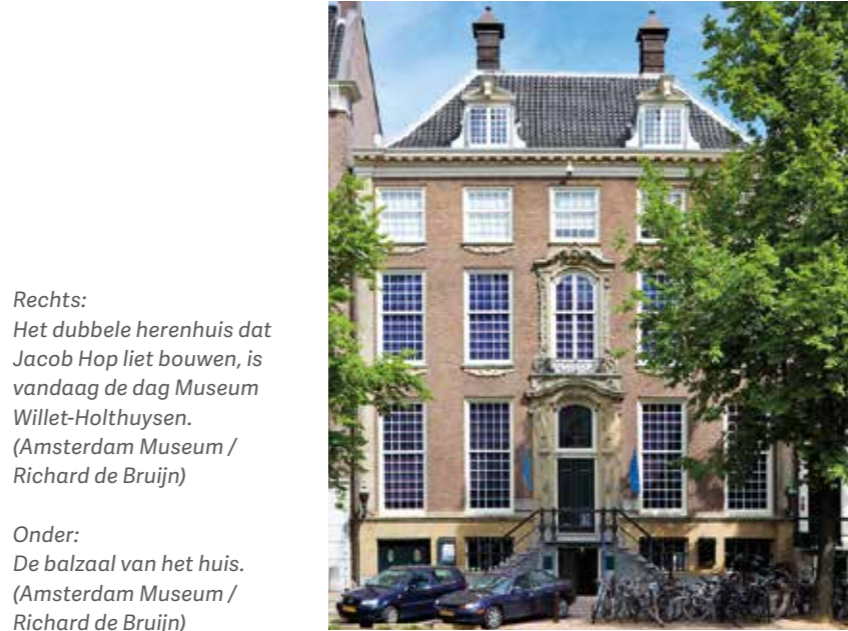 Rechts:
Het dubbele herenhuis dat
Jacob Hop liet bouwen, is
vandaag de dag Museum
Willet-Holthuysen.
(Amsterdam Museum /
Richard de Bruijn)
Onder:
De balzaal van het huis.
(Amsterdam Museum /
Richard de Bruijn)